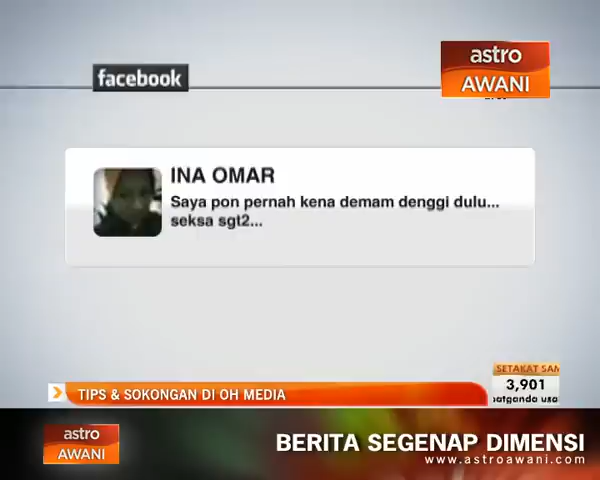 facebook
astro
AWANI
INA OMAR
Saya pon pernah kena demam denggi dulu...
seksa sgt2...
SETAKAT SAN
3,901
TIPS & SOKONGAN DI OH MEDIA
astro
AWANI
BERITA SEGENAP DIMENSI
www.astroawani.com